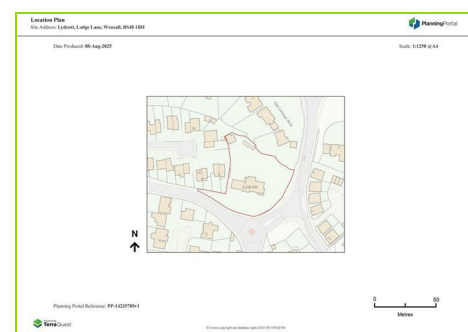 Location Plan
Site Address: Lydcott, Lodge Lane, Wraxall, BS48 1BD
PlanningPortal
Date Produced: 08-Aug-2025
Scale: 1:1250 @A4
Lydcott
N
Planning Portal Reference: PP-14235789v1
0
50
Metres
TerraQuest